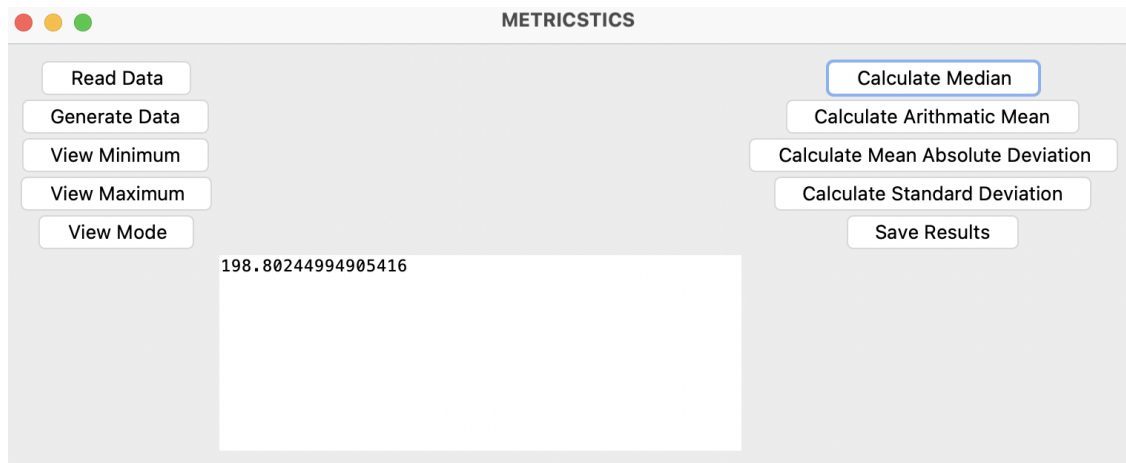 METRICSTICS
Read Data
Calculate Median
Generate Data
Calculate Arithmatic Mean
View Minimum
Calculate Mean Absolute Deviation
View Maximum
Calculate Standard Deviation
View Mode
Save Results
198.80244994905416